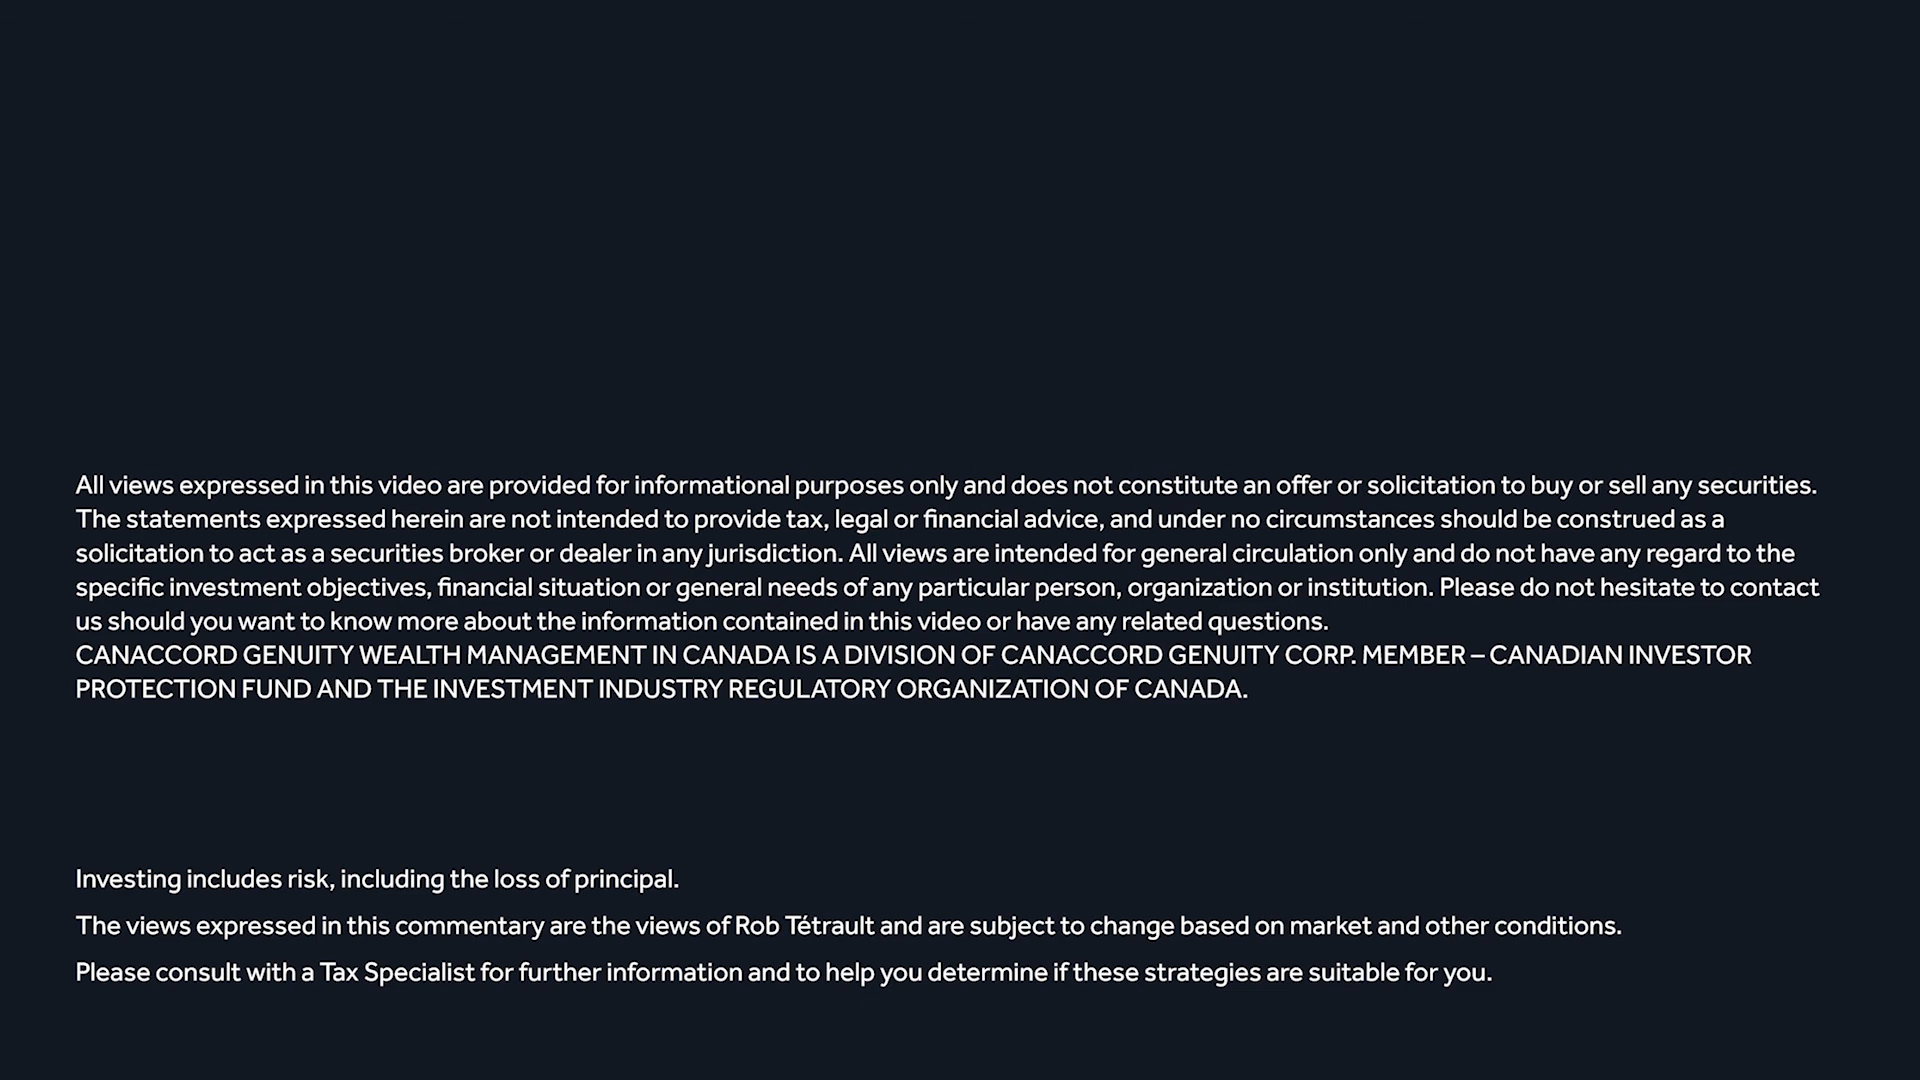 All views expressed in this video are provided for informational purposes only and does not constitute an offer or solicitation to buy or sell any securities.
The statements expressed herein are not intended to provide tax, legal or financial advice, and under no circumstances should be construed as a
solicitation to act as a securities broker or dealer in any jurisdiction. All views are intended for general circulation only and do not have any regard to the
specific investment objectives, financial situation or general needs of any particular person, organization or institution. Please do not hesitate to contact
us should you want to know more about the information contained in this video or have any related questions.
CANACCORD GENUITY WEALTH MANAGEMENT IN CANADA IS A DIVISION OF CANACCORD GENUITY CORP. MEMBER – CANADIAN INVESTOR
PROTECTION FUND AND THE INVESTMENT INDUSTRY REGULATORY ORGANIZATION OF CANADA.
Investing includes risk, including the loss of principal.
The views expressed in this commentary are the views of Rob Tétrault and are subject to change based on market and other conditions.
Please consult with a Tax Specialist for further information and to help you determine if these strategies are suitable for you.